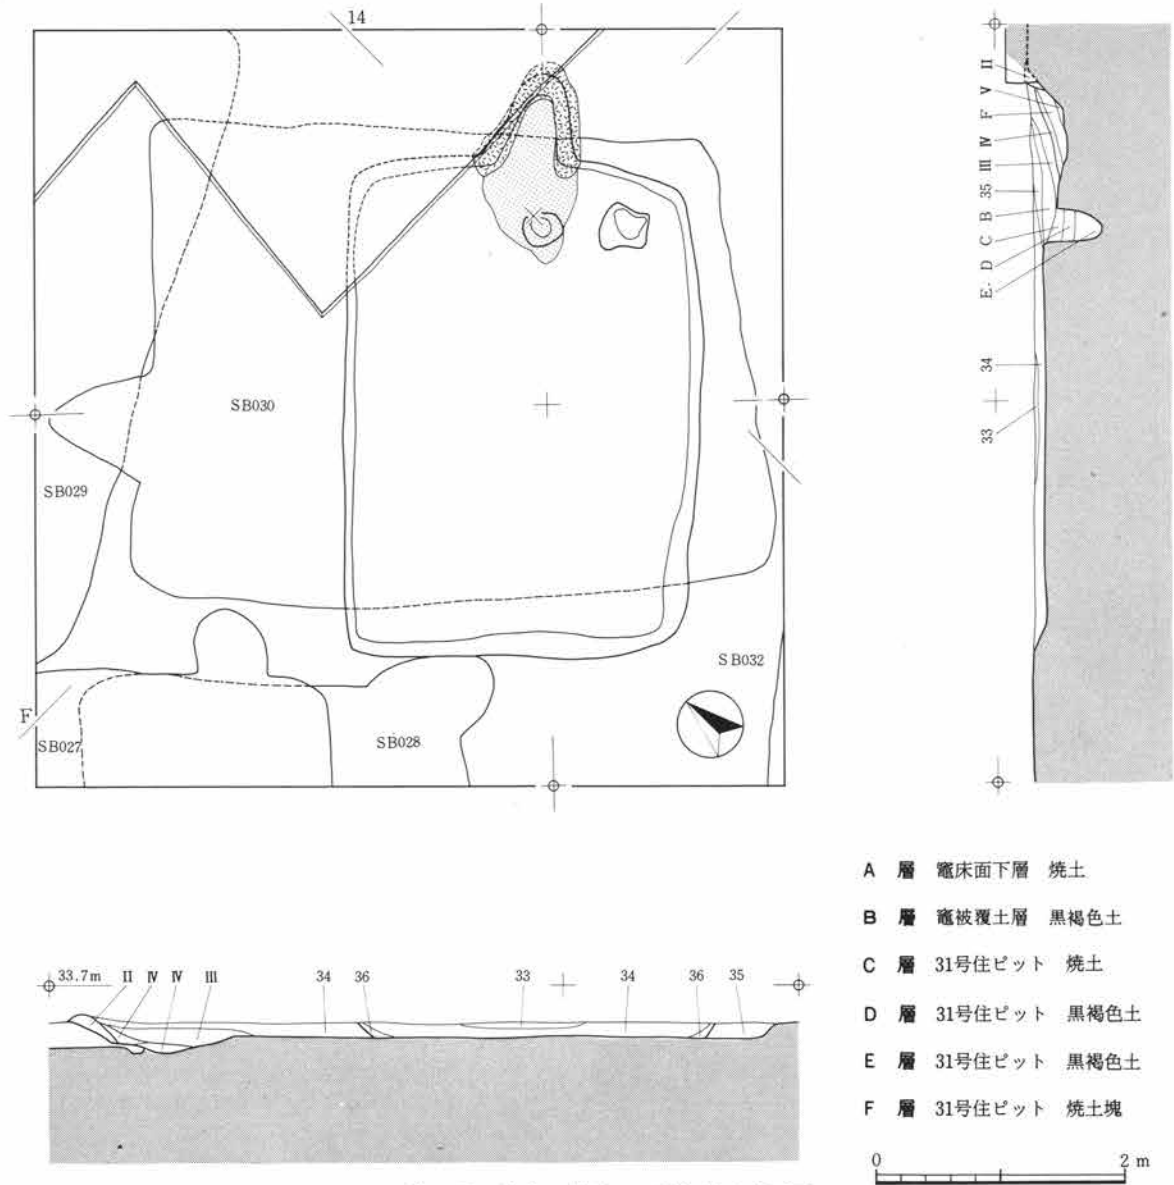 14
SB030
SB029
SB032
F
SB027
SB028
II
V
F
IV
III
35
B
C
D
E
34
33
A 層 竈床面下層 焼土
B 層 竈被覆土層 黒褐色土
C 層 31号住ピット 焼土
D 層 31号住ピット 黒褐色土
E 層 31号住ピット 黒褐色土
F 層 31号住ピット 焼土塊
33.7m II IV IV III 34 36 33 34 36 35
0 2 m